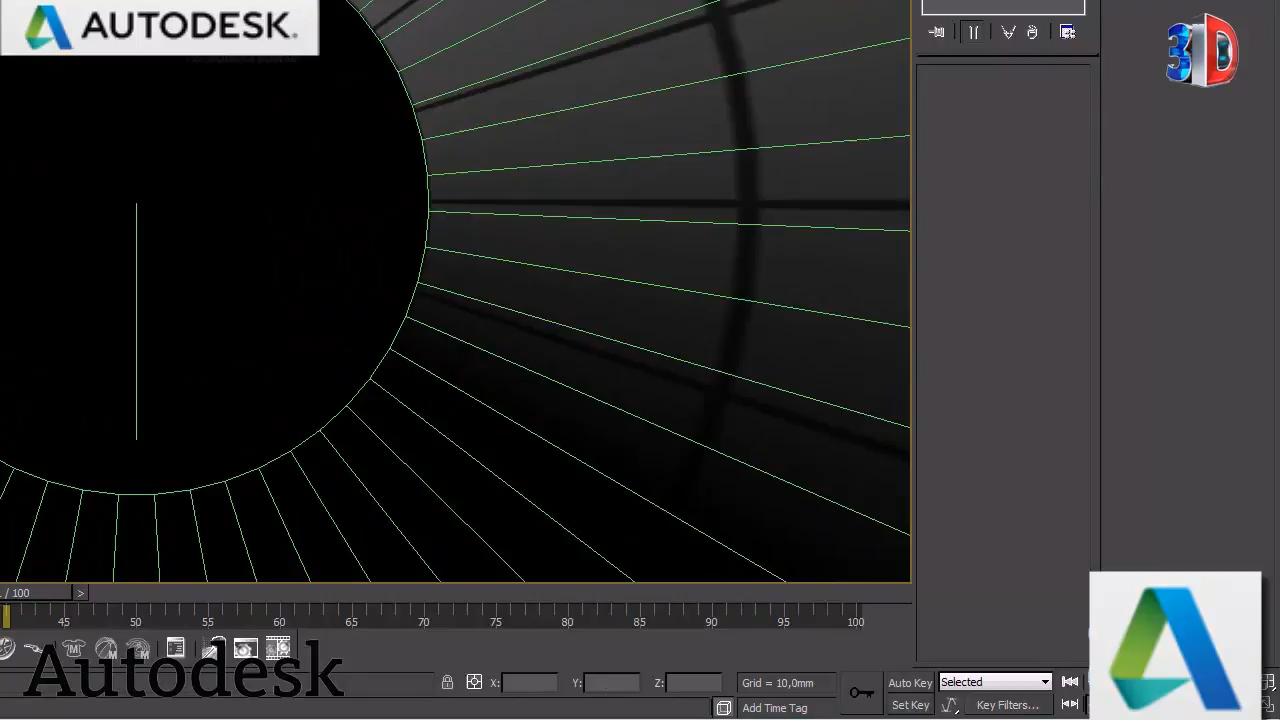 AUTODESK.
3D
/ 100
>
45 50 55 60 65 70 75 80 85 90 95 100
Autodesk
X: Y: Z: Grid = 10,0mm Auto Key Selected
Add Time Tag Set Key Key Filters...